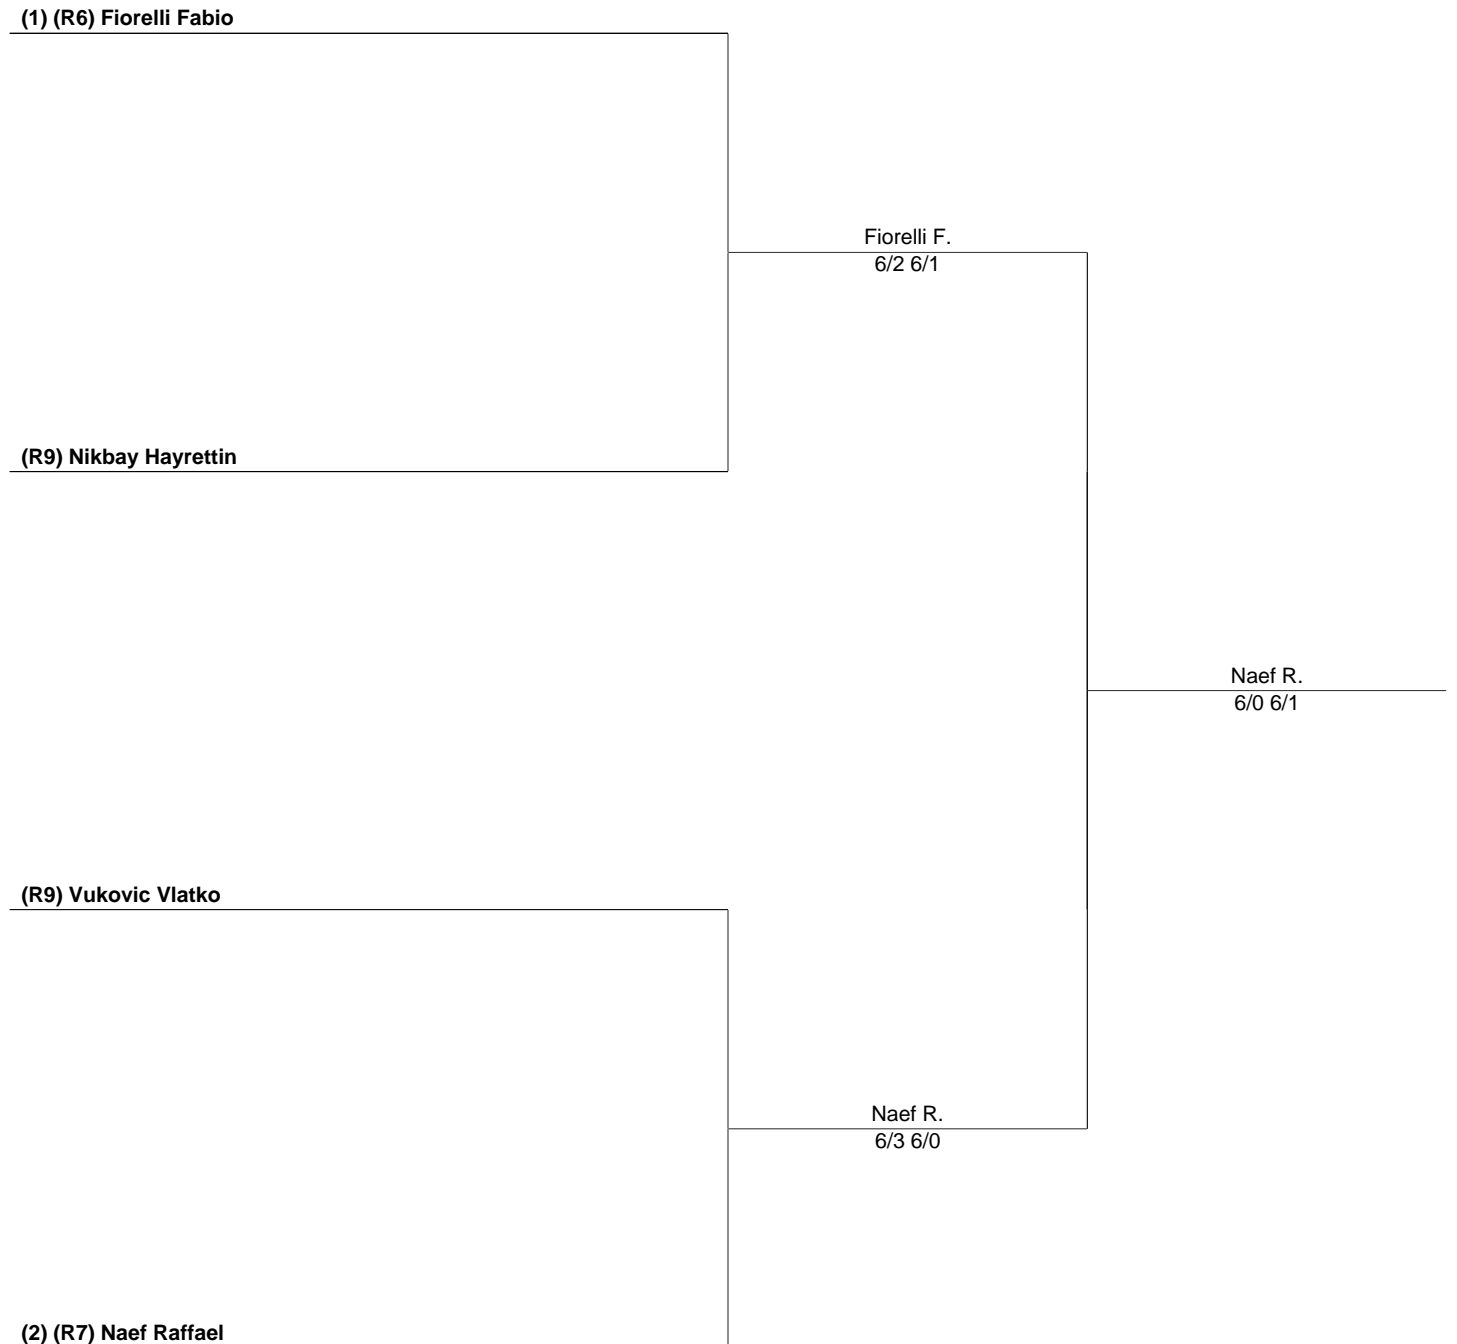 (1) (R6) Fiorelli Fabio
Fiorelli F.
6/2 6/1
(R9) Nikbay Hayrettin
Naef R.
6/0 6/1
(R9) Vukovic Vlatko
Naef R.
6/3 6/0
(2) (R7) Naef Raffael